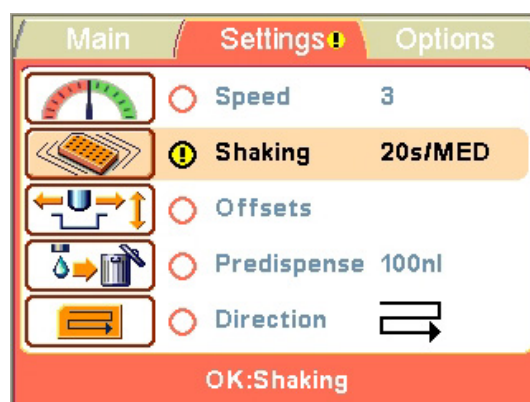 Main Settings! Options
Speed 3
! Shaking 20s/MED
Offsets
Predispense 100nl
Direction
OK:Shaking